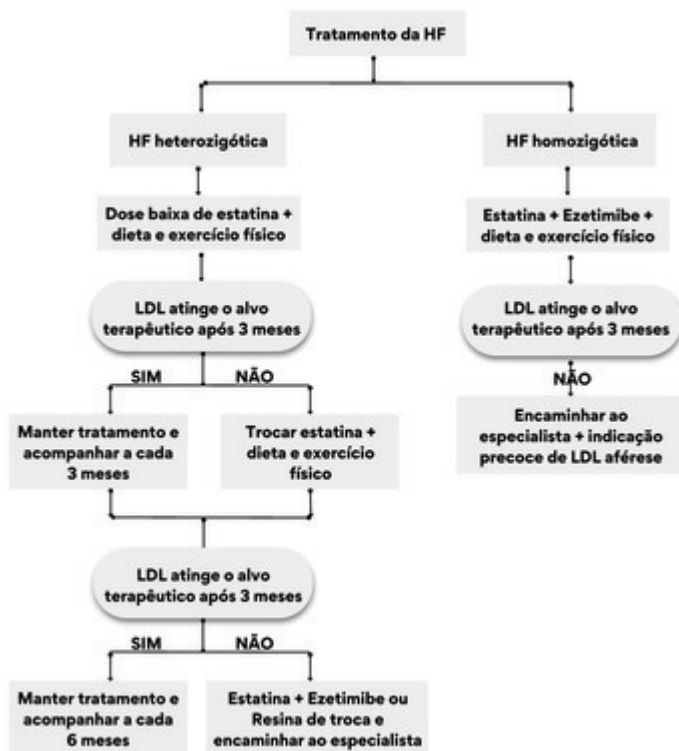 Tratamento da HF
HF heterozigótica
HF homozigótica
Dose baixa de estatina +
dieta e exercício físico
Estatina + Ezetimibe +
dieta e exercício físico
LDL atinge o alvo
terapêutico após 3 meses
LDL atinge o alvo
terapêutico após 3 meses
SIM
NÃO
NÃO
Manter tratamento e
acompanhar a cada
3 meses
Trocar estatina +
dieta e exercício
físico
Encaminhar ao
especialista + indicação
precoce de LDL aférese
LDL atinge o alvo
terapêutico após 3 meses
SIM
NÃO
Manter tratamento e
acompanhar a cada
6 meses
Estatina + Ezetimibe ou
Resina de troca e
encaminhar ao especialista